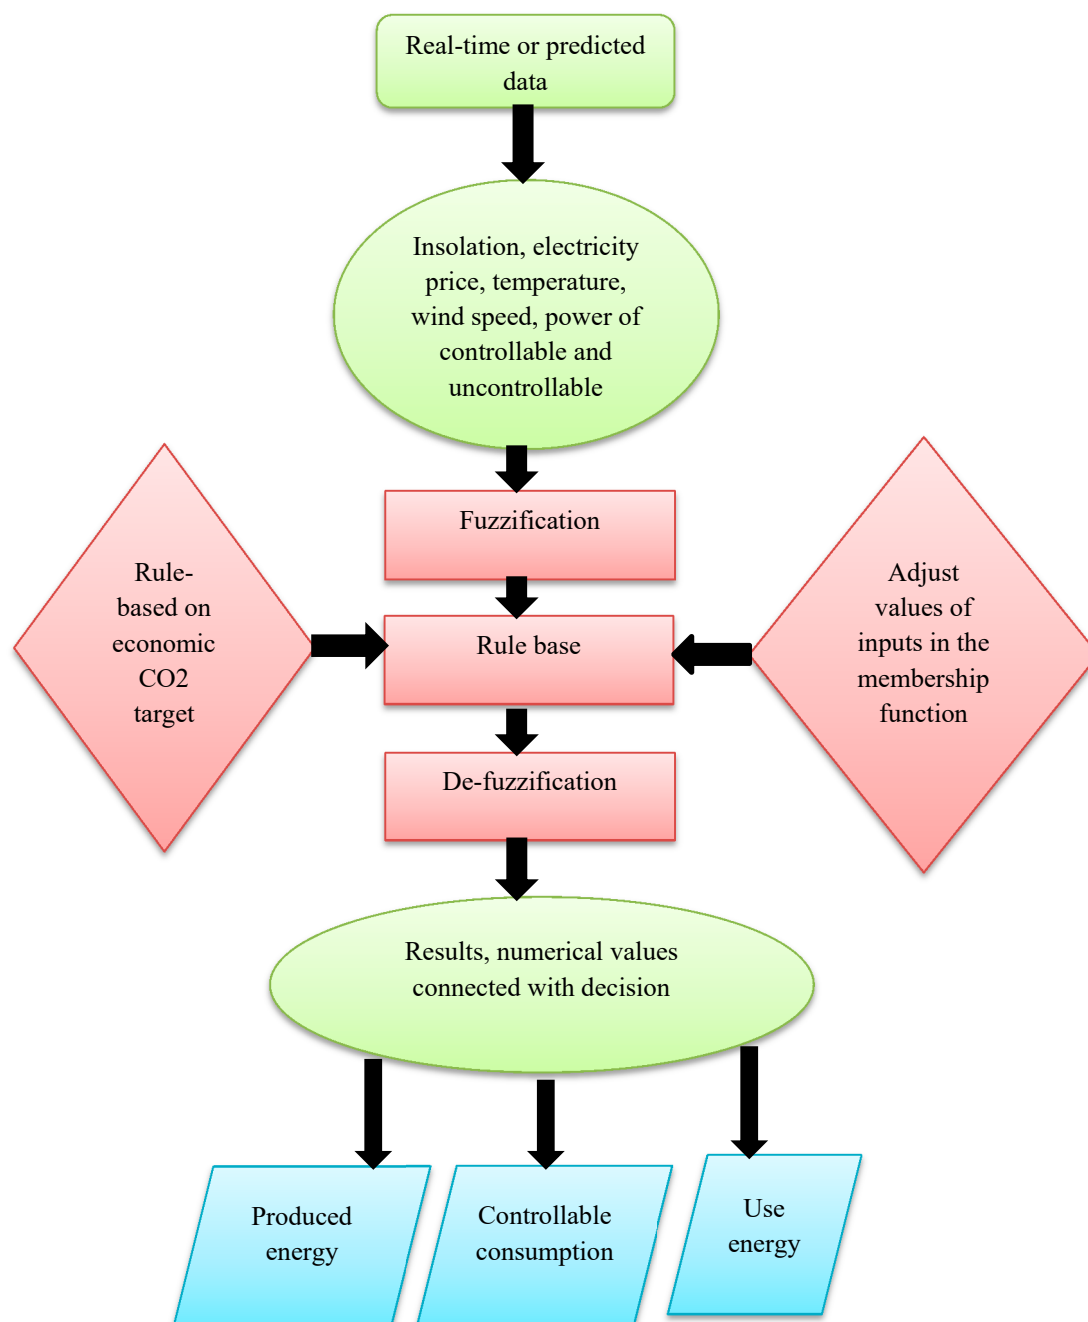 Real-time or predicted
data
Insolation, electricity
price, temperature,
wind speed, power of
controllable and
uncontrollable
Fuzzification
Rule-
based on
economic
CO2
target
Rule base
Adjust
values of
inputs in the
membership
function
De-fuzzification
Results, numerical values
connected with decision
Produced
energy
Controllable
consumption
Use
energy